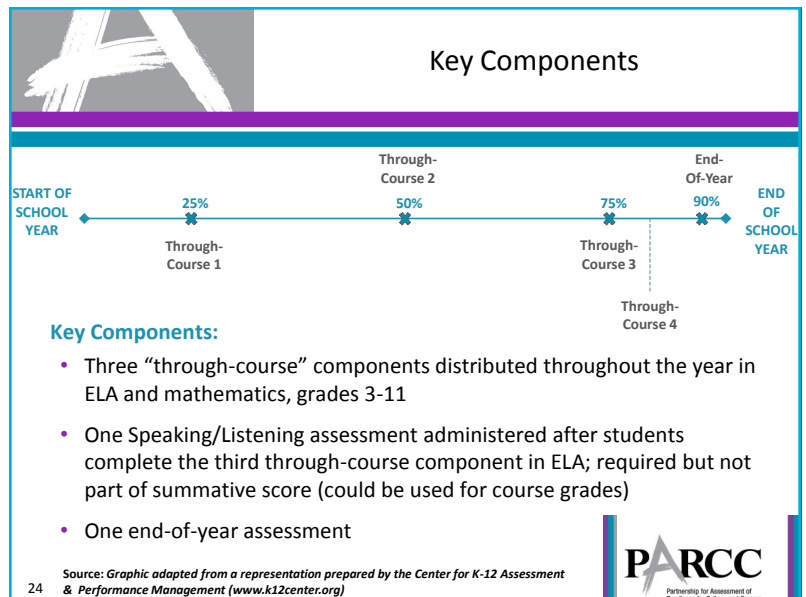 Key Components
Through-
Course 2
End-
Of-Year
START OF
SCHOOL
YEAR
25%
50%
75%
90%
END
OF
SCHOOL
YEAR
Through-
Course 1
Through-
Course 3
Through-
Course 4
Key Components:
• Three “through-course” components distributed throughout the year in
ELA and mathematics, grades 3-11
• One Speaking/Listening assessment administered after students
complete the third through-course component in ELA; required but not
part of summative score (could be used for course grades)
• One end-of-year assessment
PARCC
Partnership for Assessment of
Source: Graphic adapted from a representation prepared by the Center for K-12 Assessment
24 & Performance Management (www.k12center.org)